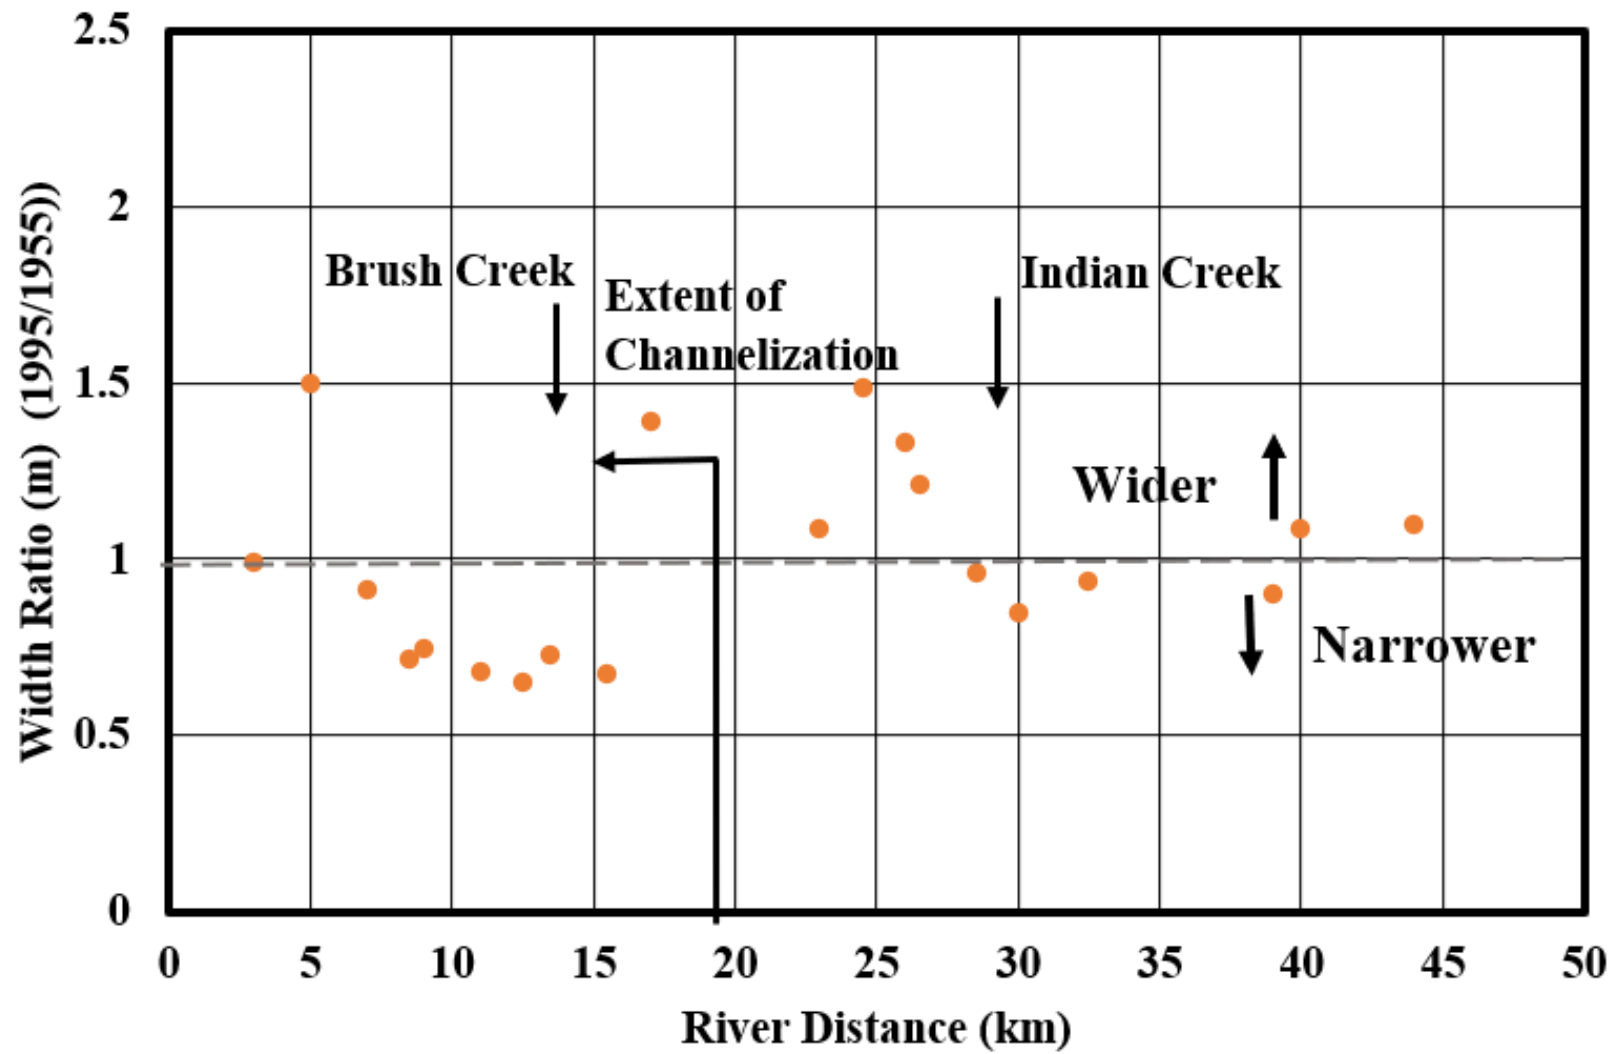 2.5
2
1.5
1
0.5
0
Width Ratio (m) (1995/1955))
Brush Creek
Extent of
Channelization
Indian Creek
Wider
Narrower
0 5 10 15 20 25 30 35 40 45 50
River Distance (km)